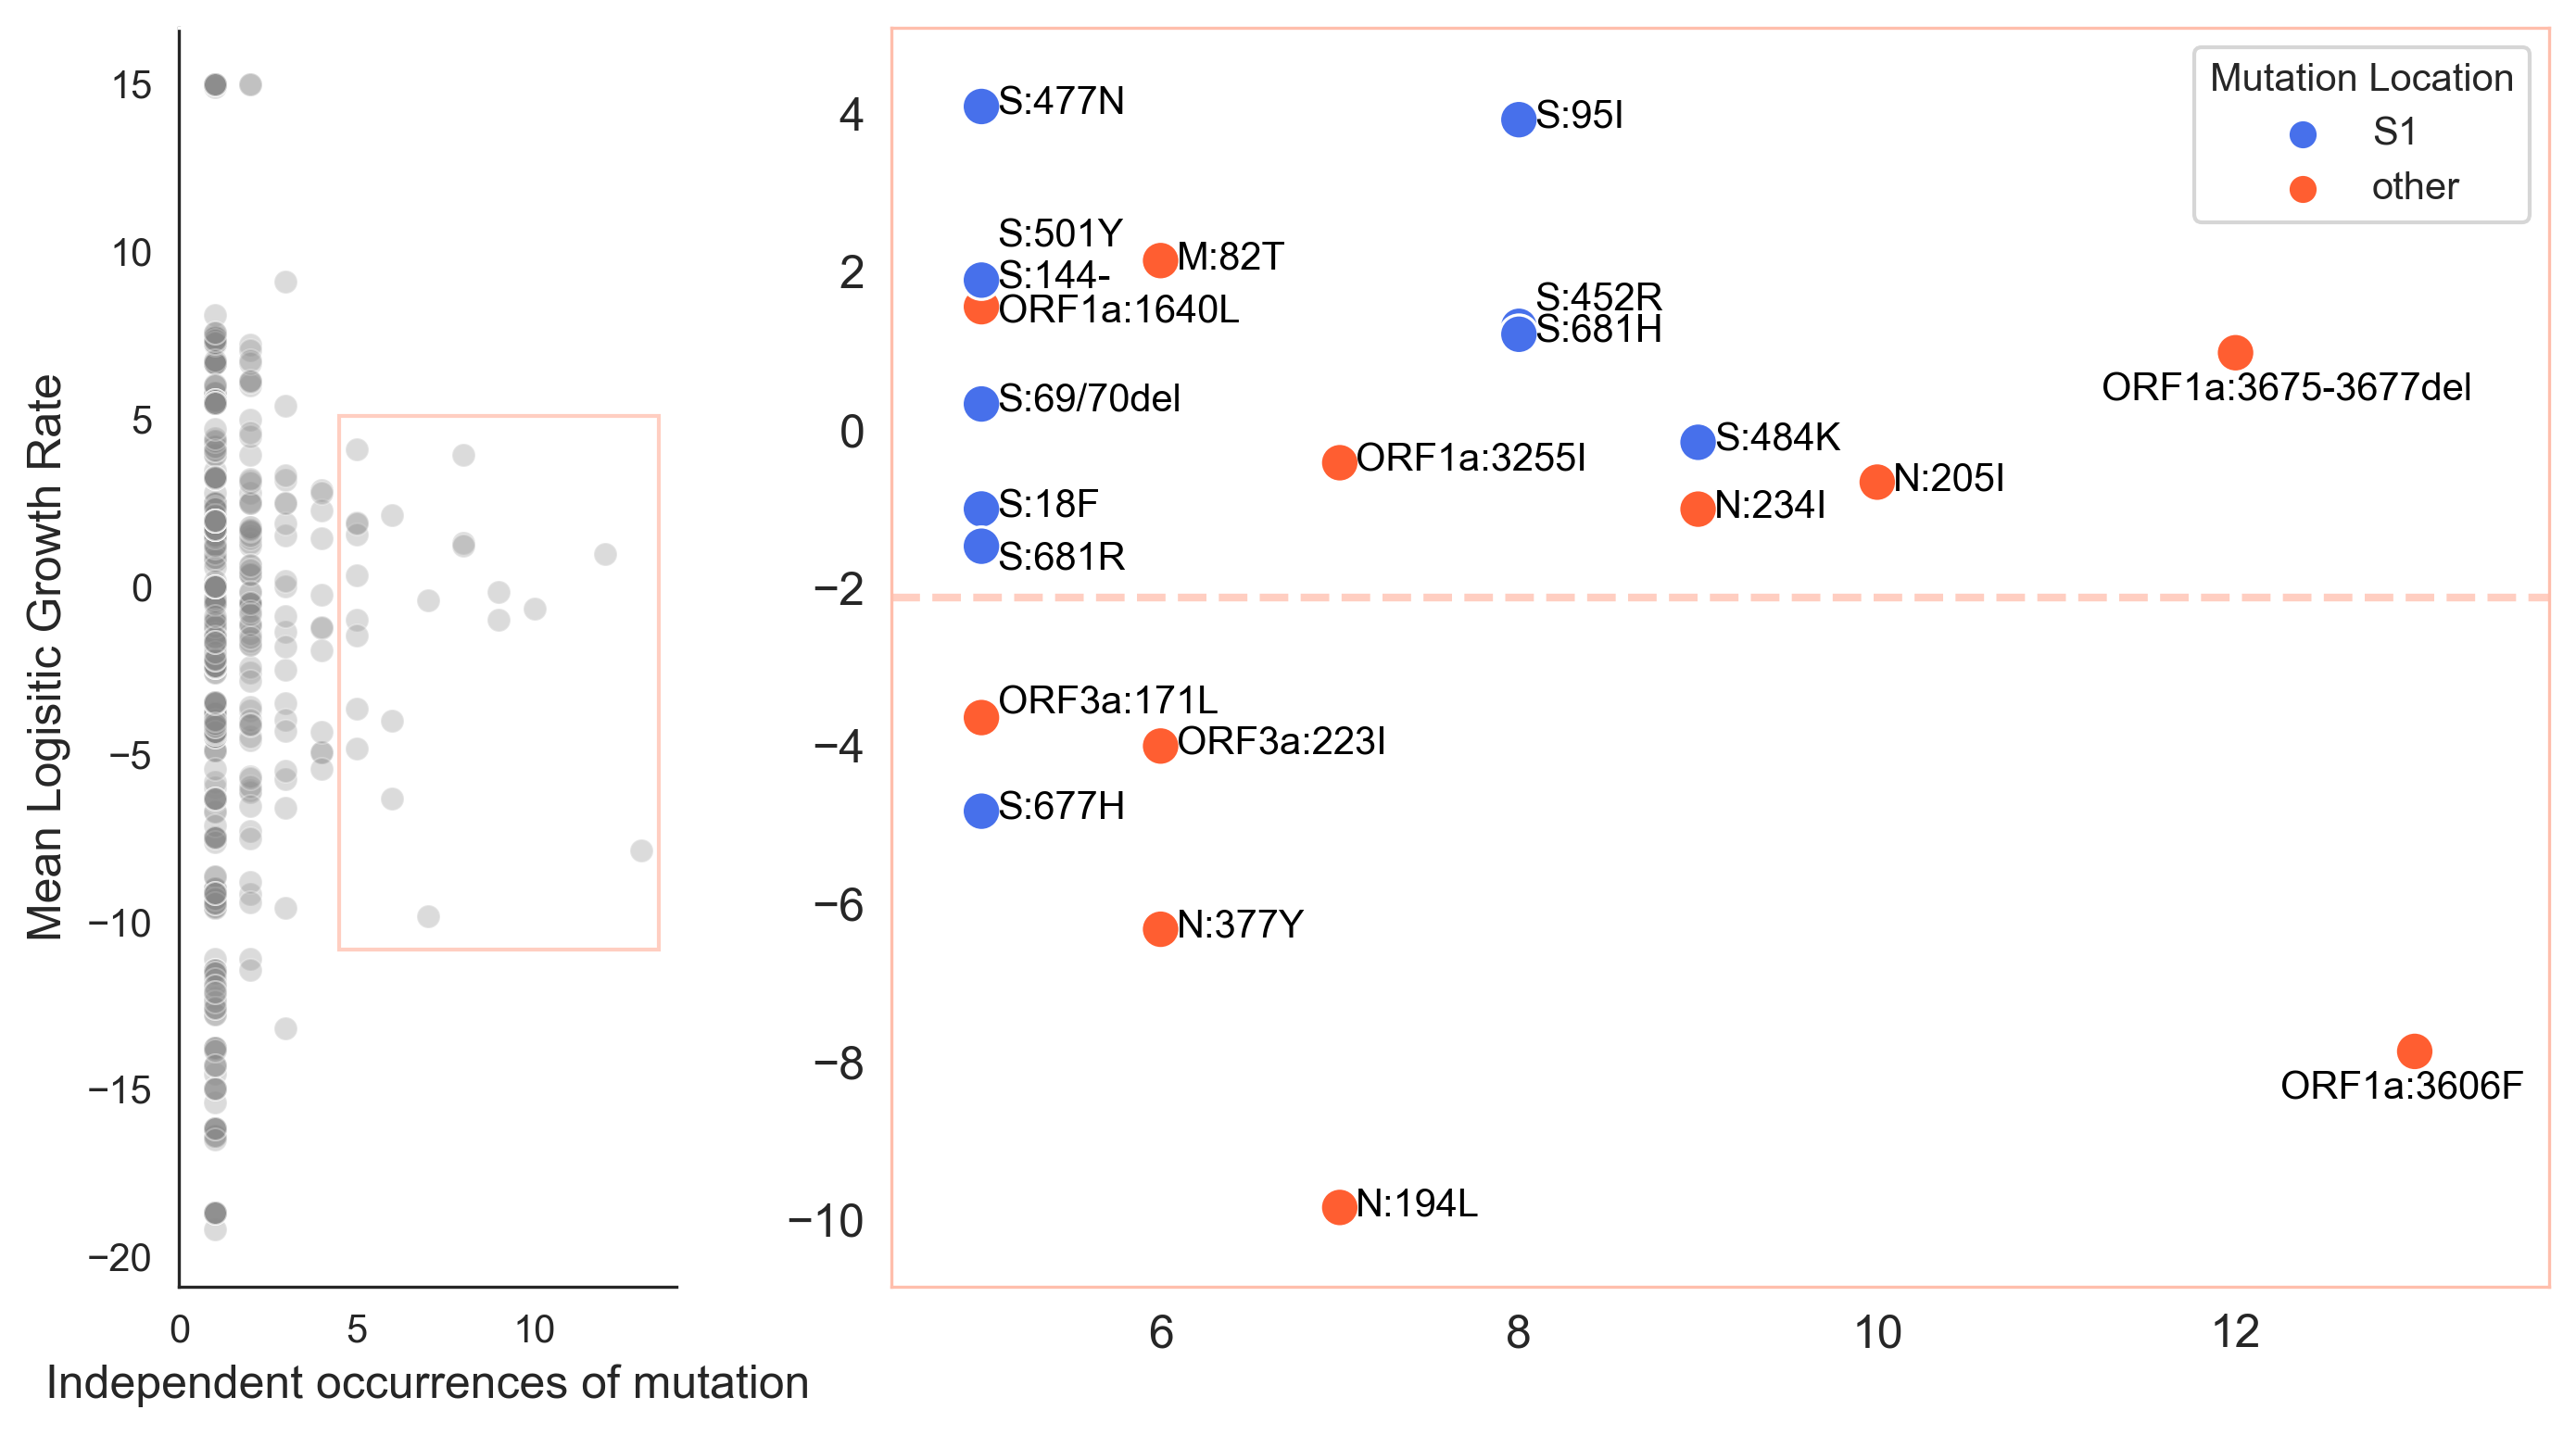 Mean Logisitic Growth Rate
15
10
5
0
−5
−10
−15
−20
0
5
10
Independent occurrences of mutation
4
2
0
−2
−4
−6
−8
−10
6
8
10
12
Mutation Location
S1
other
S:477N
S:95I
S:501Y
M:82T
S:144-
ORF1a:1640L
S:452R
S:681H
ORF1a:3675-3677del
S:69/70del
S:484K
ORF1a:3255I
N:205I
S:18F
N:234I
S:681R
ORF3a:171L
ORF3a:223I
S:677H
N:377Y
ORF1a:3606F
N:194L